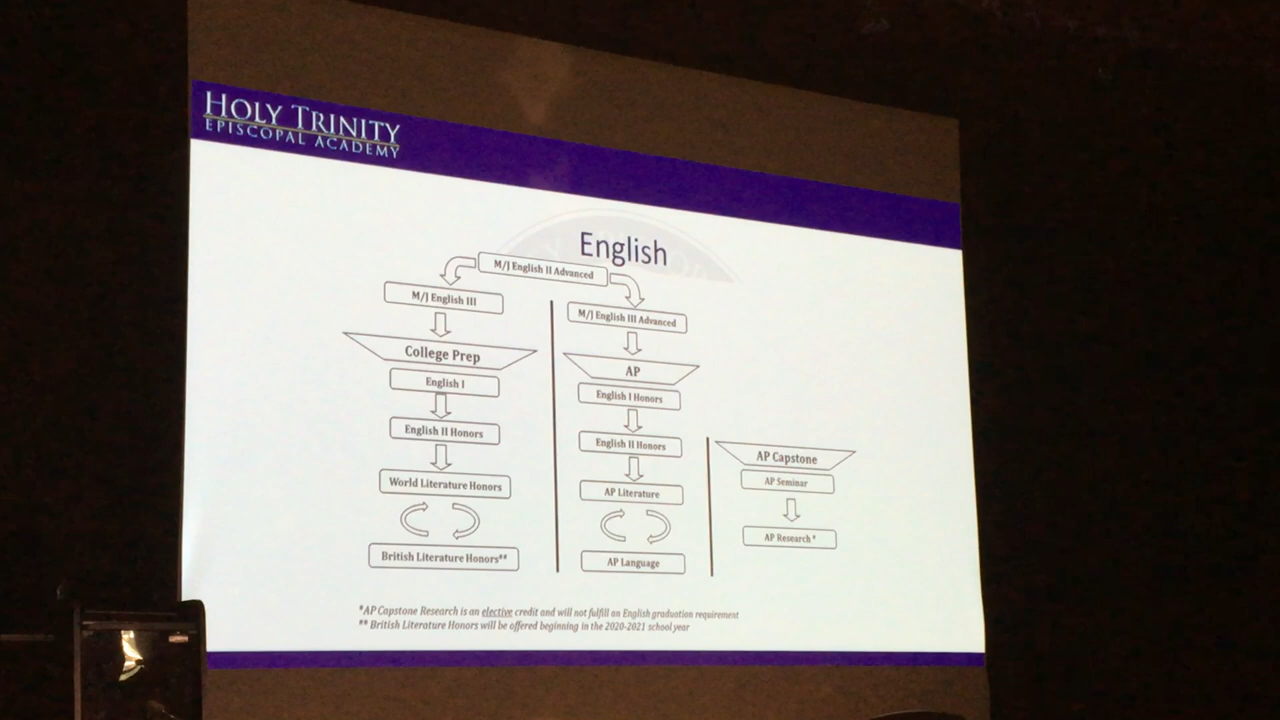 HOLY TRINITY
EPISCOPAL ACADEMY
English
M/J English II Advanced
M/J English III
College Prep
English I
English II Honors
World Literature Honors
British Literature Honors**
M/J English III Advanced
AP
English I Honors
English II Honors
AP Literature
AP Language
AP Capstone
AP Seminar
AP Research*
*AP Capstone Research is an elective credit and will not fulfill an English graduation requirement
** British Literature Honors will be offered beginning in the 2020-2021 school year